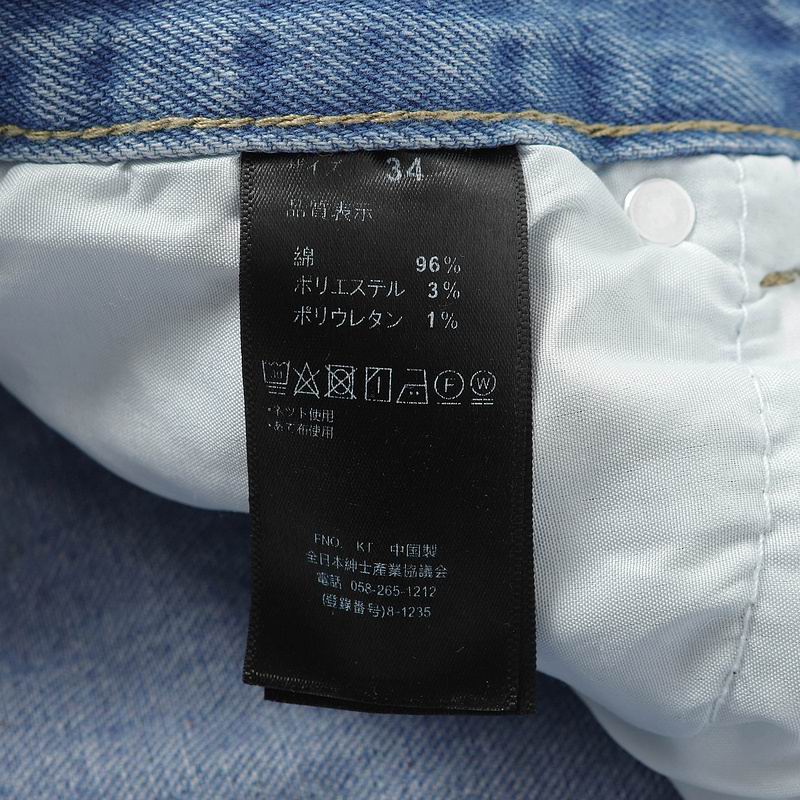 サイズ 34
品質表示
綿 96%
ポリエステル 3%
ポリウレタン 1%
30 F W
・ネット使用
・あて布使用
FNO. KT 中国製
全日本紳士産業協議会
電話 058-265-1212
(登録番号)8-1235